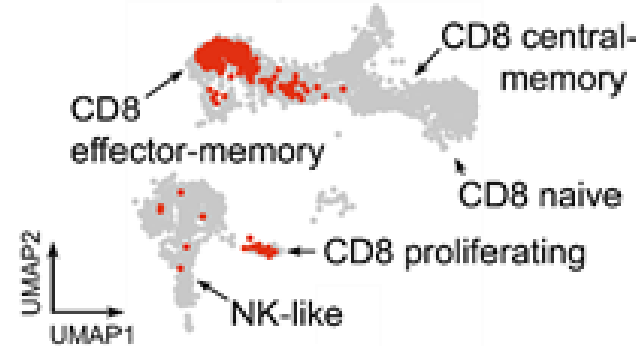 CD8 central-
memory
CD8
effector-memory
CD8 naive
CD8 proliferating
NK-like
UMAP2
UMAP1